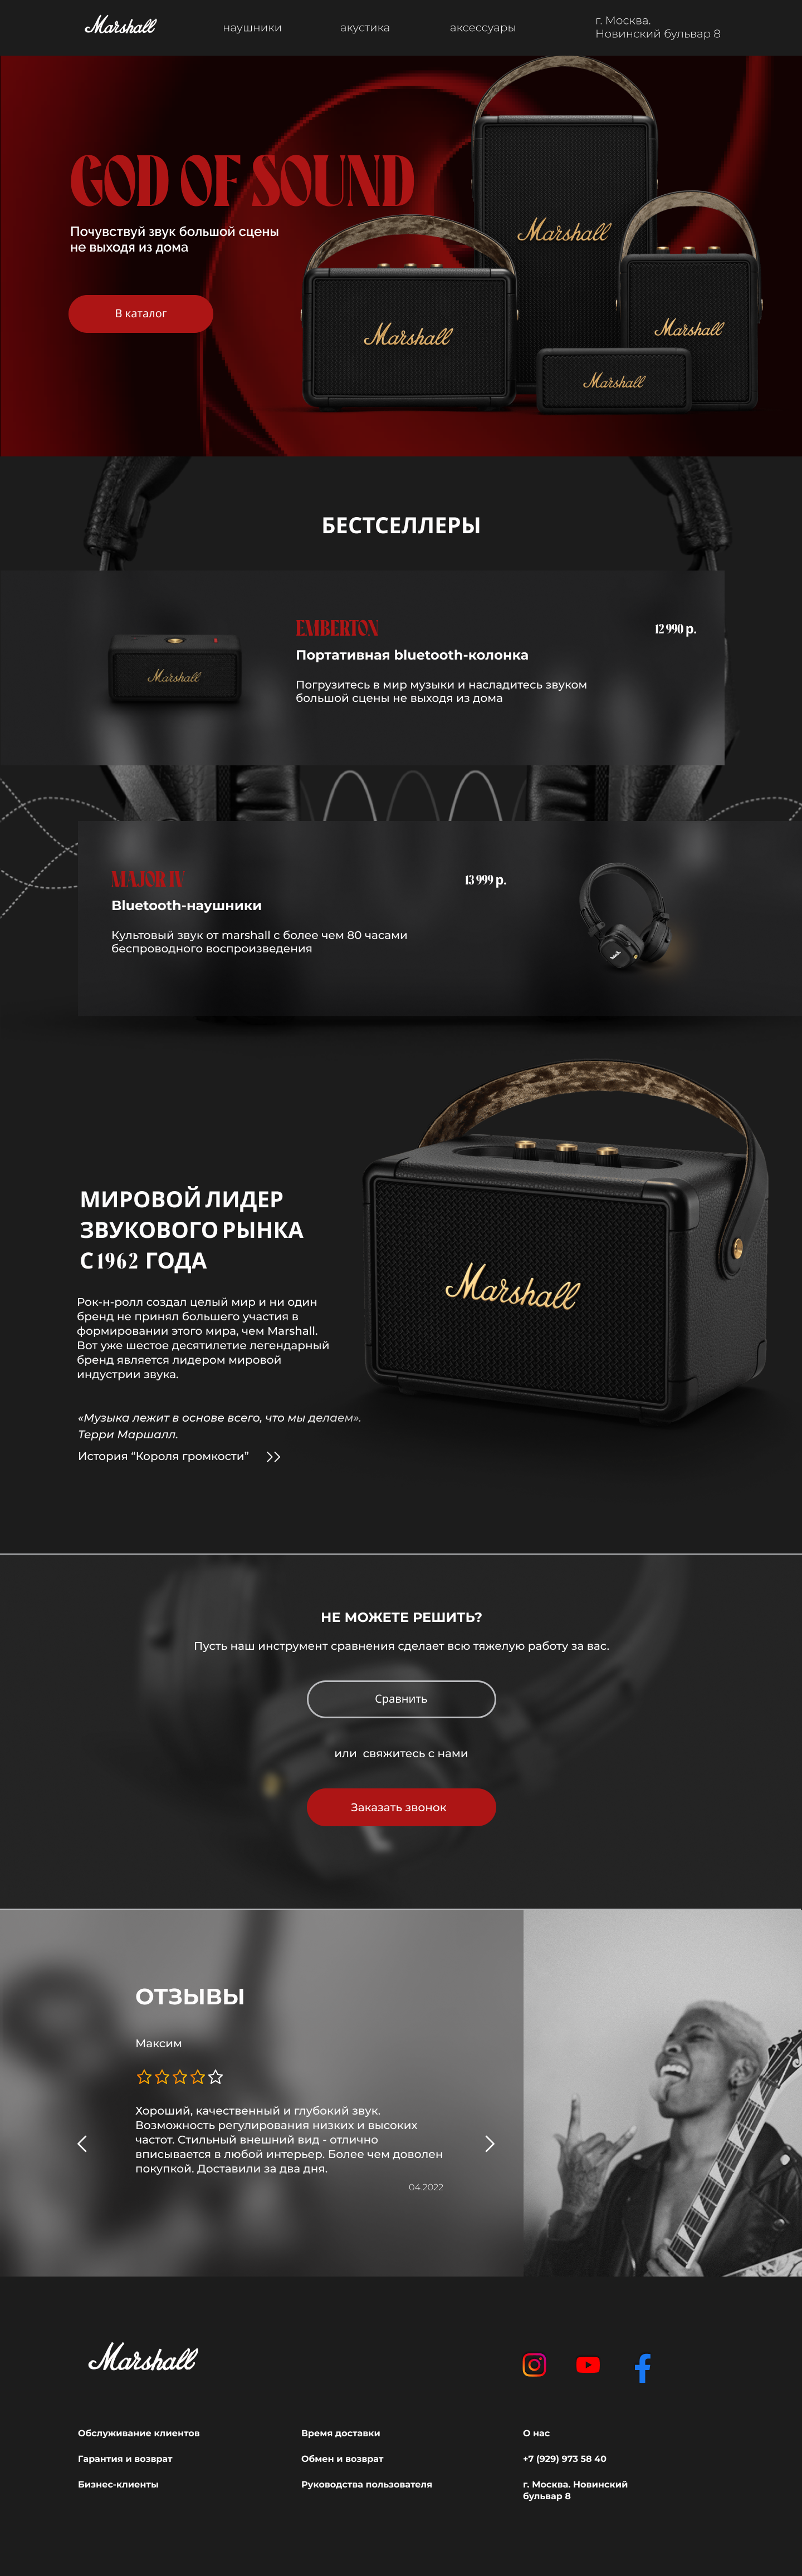 Marshall
наушники
акустика
аксессуары
г. Москва.
Новинский бульвар 8
GOD OF SOUND
Почувствуй звук большой сцены
не выходя из дома
В каталог
Marshall
Marshall
Marshall
Marshall
БЕСТСЕЛЛЕРЫ
EMBERTON
12 990 р.
Портативная bluetooth-колонка
Погрузитесь в мир музыки и насладитесь звуком
большой сцены не выходя из дома
Marshall
MAJOR IV
13 999 р.
Bluetooth-наушники
Культовый звук от marshall с более чем 80 часами
беспроводного воспроизведения
МИРОВОЙ ЛИДЕР
ЗВУКОВОГО РЫНКА
С 1962 ГОДА
Marshall
Рок-н-ролл создал целый мир и ни один
бренд не принял большего участия в
формировании этого мира, чем Marshall.
Вот уже шестое десятилетие легендарный
бренд является лидером мировой
индустрии звука.
«Музыка лежит в основе всего, что мы делаем».
Терри Маршалл.
История “Короля громкости”
НЕ МОЖЕТЕ РЕШИТЬ?
Пусть наш инструмент сравнения сделает всю тяжелую работу за вас.
Сравнить
или свяжитесь с нами
Заказать звонок
ОТЗЫВЫ
Максим
Хороший, качественный и глубокий звук.
Возможность регулирования низких и высоких
частот. Стильный внешний вид - отлично
вписывается в любой интерьер. Более чем доволен
покупкой. Доставили за два дня.
04.2022
Marshall
Обслуживание клиентов
Гарантия и возврат
Бизнес-клиенты
Время доставки
Обмен и возврат
Руководства пользователя
О нас
+7 (929) 973 58 40
г. Москва. Новинский
бульвар 8